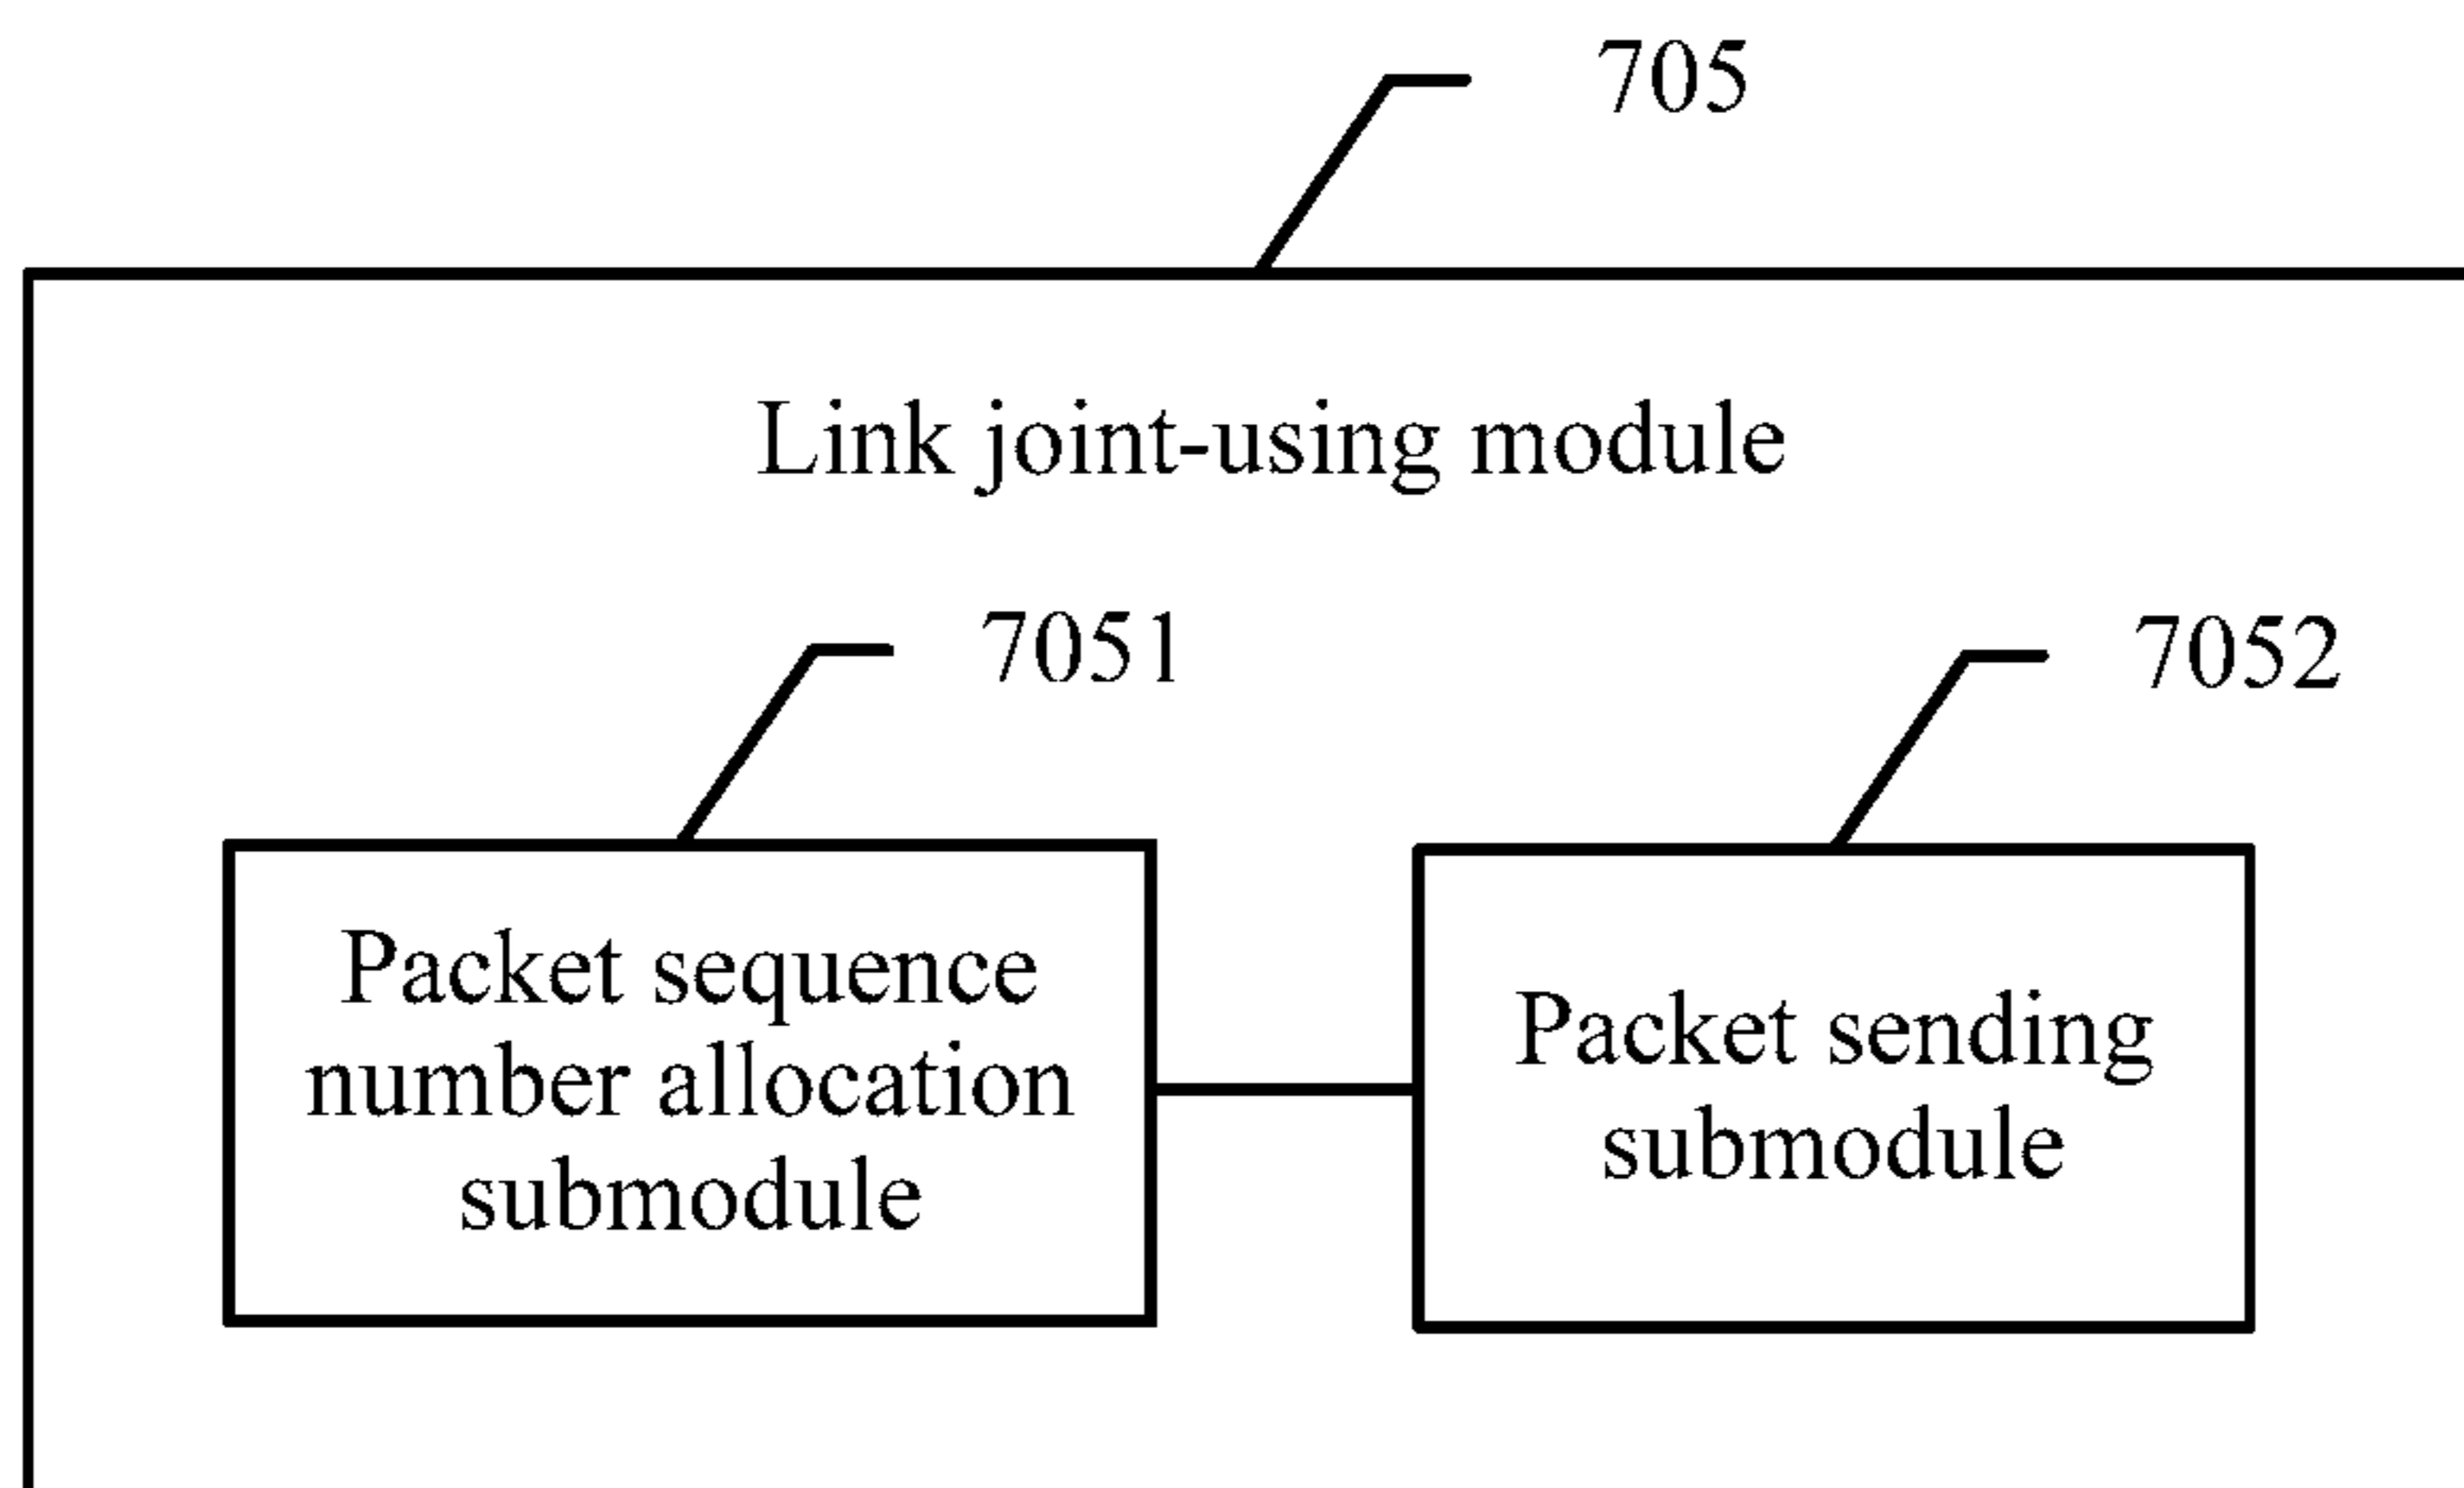 705
Link joint-using module
7051
7052
Packet sequence
number allocation
submodule
Packet sending
submodule